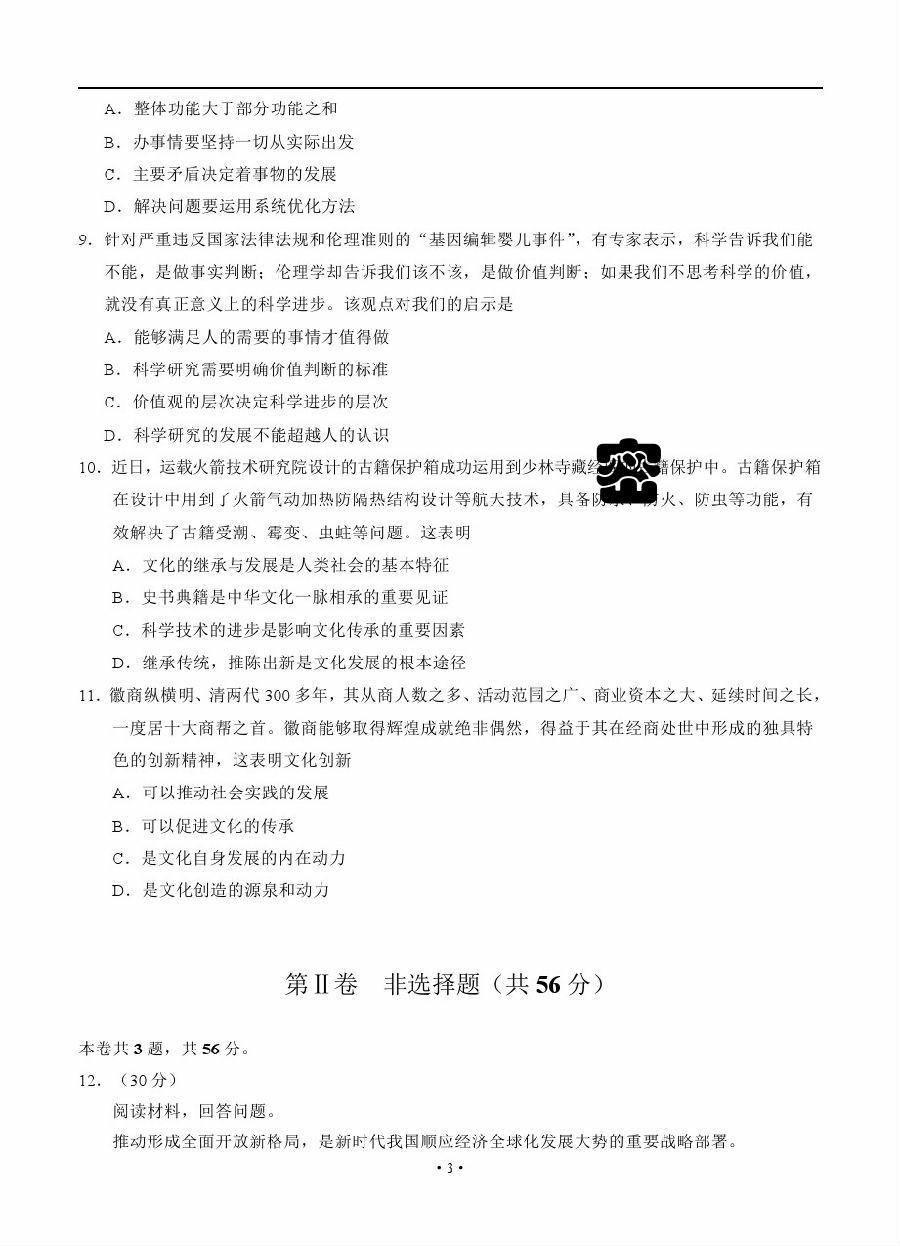 A．整体功能大于部分功能之和
B．办事情要坚持一切从实际出发
C．主要矛盾决定着事物的发展
D．解决问题要运用系统优化方法
9．针对严重违反国家法律法规和伦理准则的“基因编辑婴儿事件”，有专家表示，科学告诉我们能
不能，是做事实判断；伦理学却告诉我们该不该，是做价值判断；如果我们不思考科学的价值，
就没有真正意义上的科学进步。该观点对我们的启示是
A．能够满足人的需要的事情才值得做
B．科学研究需要明确价值判断的标准
C．价值观的层次决定科学进步的层次
D．科学研究的发展不能超越人的认识
10．近日，运载火箭技术研究院设计的古籍保护箱成功运用到少林寺藏经 籍保护中。古籍保护箱
在设计中用到了火箭气动加热防隔热结构设计等航天技术，具备防 火、防虫等功能，有
效解决了古籍受潮、霉变、虫蛀等问题。这表明
A．文化的继承与发展是人类社会的基本特征
B．史书典籍是中华文化一脉相承的重要见证
C．科学技术的进步是影响文化传承的重要因素
D．继承传统，推陈出新是文化发展的根本途径
11．徽商纵横明、清两代 300 多年，其从商人数之多、活动范围之广、商业资本之大、延续时间之长，
一度居十大商帮之首。徽商能够取得辉煌成就绝非偶然，得益于其在经商处世中形成的独具特
色的创新精神，这表明文化创新
A．可以推动社会实践的发展
B．可以促进文化的传承
C．是文化自身发展的内在动力
D．是文化创造的源泉和动力
第Ⅱ卷 非选择题（共 56 分）
本卷共 3 题，共 56 分。
12．（30 分）
阅读材料，回答问题。
推动形成全面开放新格局，是新时代我国顺应经济全球化发展大势的重要战略部署。
·3·